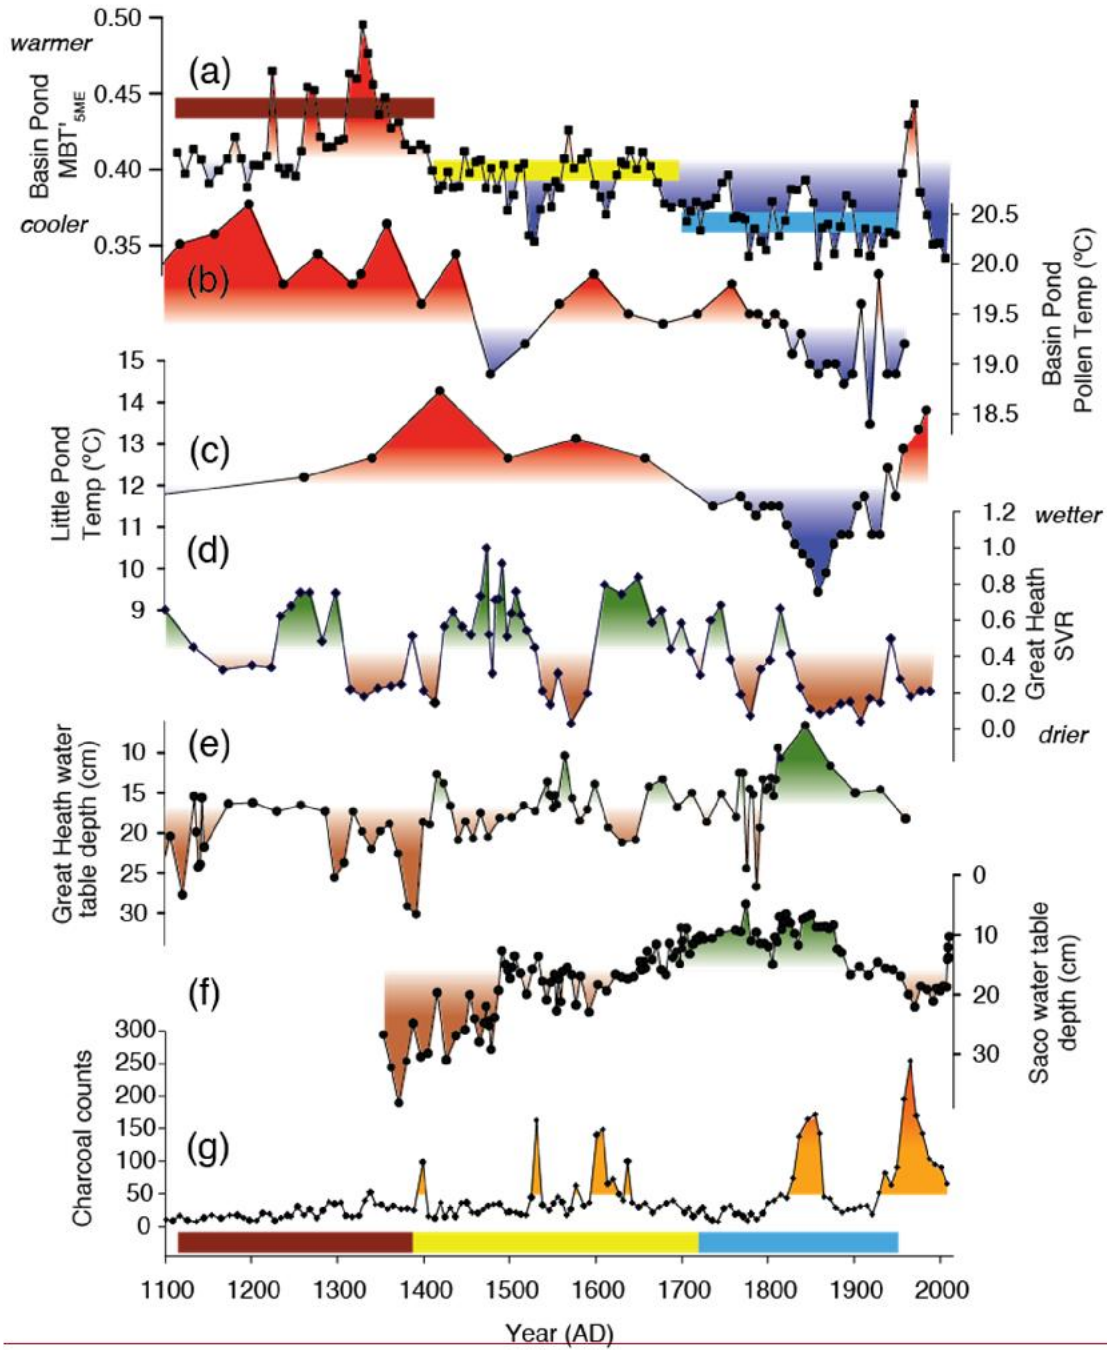 0.50
warmer
(a)
0.45
Basin Pond
MBT'5ME
0.40
cooler
0.35
20.5
20.0
19.5
19.0
18.5
Basin Pond
Pollen Temp (ºC)
(b)
15
14
13
12
11
10
9
Little Pond
Temp (ºC)
(c)
wetter
1.2
1.0
0.8
0.6
0.4
0.2
0.0
Great Heath
SVR
drier
(d)
(e)
10
15
20
25
30
Great Heath water
table depth (cm)
0
10
20
30
Saco water table
depth (cm)
(f)
300
250
200
150
100
50
0
Charcoal counts
(g)
1100 1200 1300 1400 1500 1600 1700 1800 1900 2000
Year (AD)